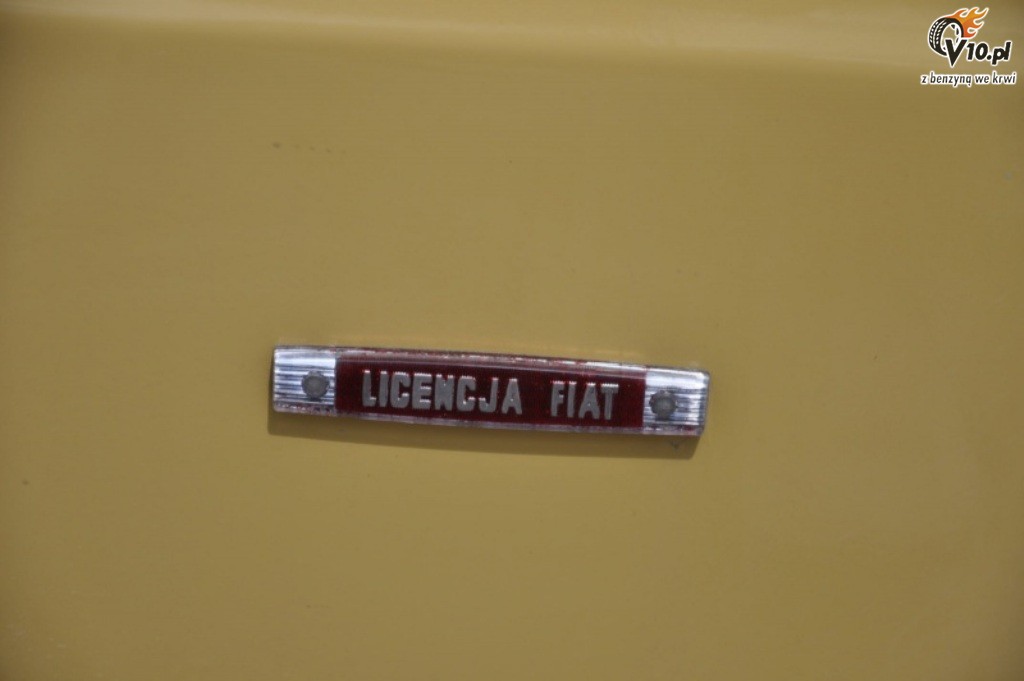 V10.pl
z benzyną we krwi
LICENCJA FIAT